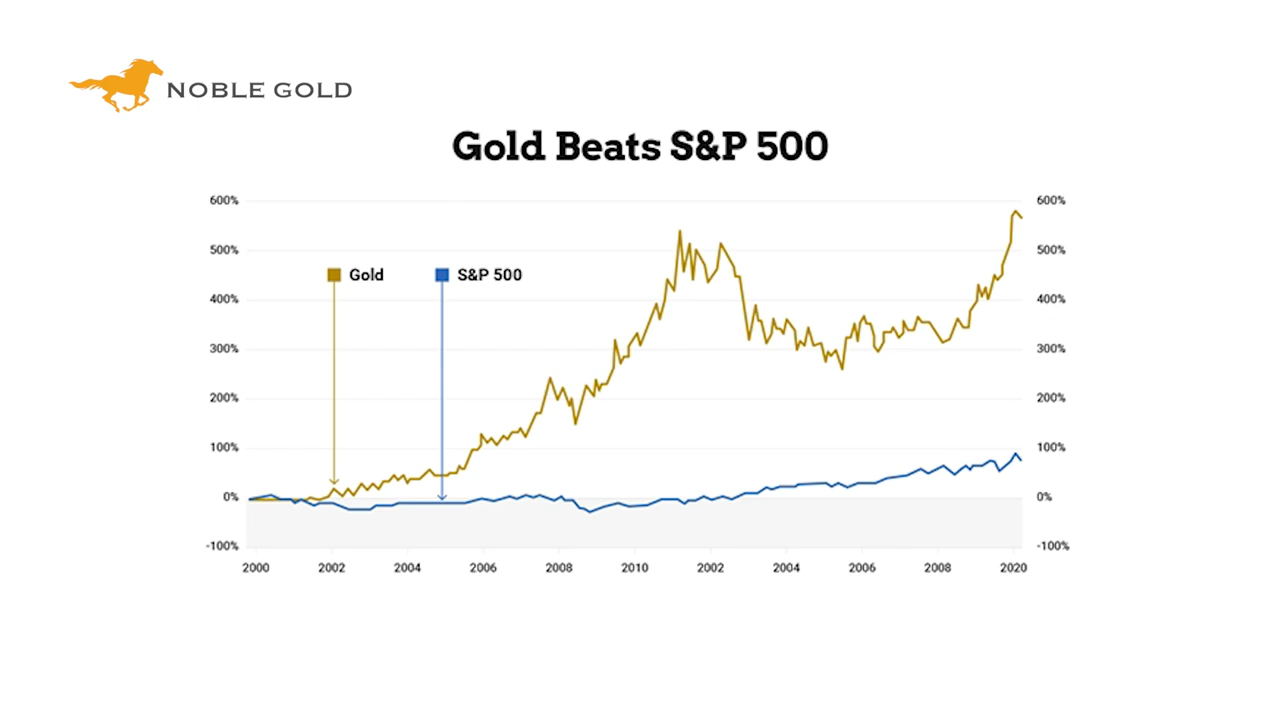 NOBLE GOLD
Gold Beats S&P 500
600% 600%
500% 500%
Gold S&P 500
400% 400%
300% 300%
200% 200%
100% 100%
0% 0%
-100% -100%
2000 2002 2004 2006 2008 2010 2002 2004 2006 2008 2020